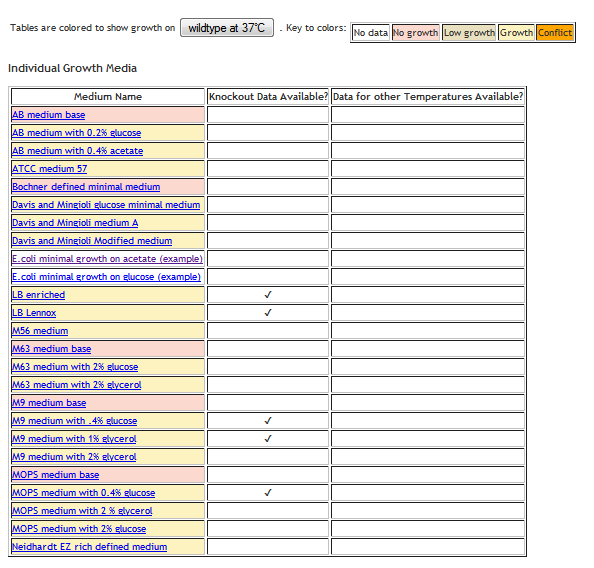 Tables are colored to show growth on wildtype at 37°C . Key to colors: No data No growth Low growth Growth Conflict
Individual Growth Media
Medium Name Knockout Data Available? Data for other Temperatures Available?
AB medium base
AB medium with 0.2% glucose
AB medium with 0.4% acetate
ATCC medium 57
Bochner defined minimal medium
Davis and Mingioli glucose minimal medium
Davis and Mingioli medium A
Davis and Mingioli Modified medium
E.coli minimal growth on acetate (example)
E.coli minimal growth on glucose (example)
LB enriched ✓
LB Lennox ✓
M56 medium
M63 medium base
M63 medium with 2% glucose
M63 medium with 2% glycerol
M9 medium base
M9 medium with .4% glucose ✓
M9 medium with 1% glycerol ✓
M9 medium with 2% glycerol
MOPS medium base
MOPS medium with 0.4% glucose ✓
MOPS medium with 2 % glycerol
MOPS medium with 2% glucose
Neidhardt EZ rich defined medium